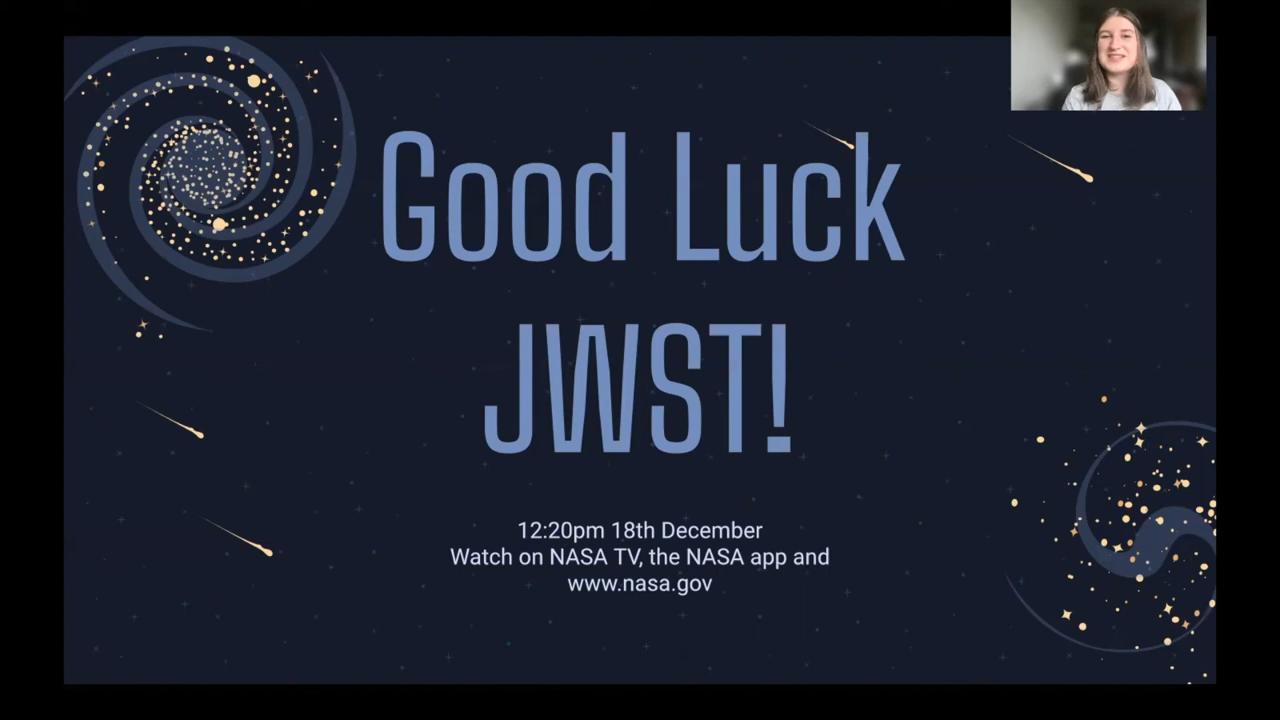 Good Luck
JWST!
12:20pm 18th December
Watch on NASA TV, the NASA app and
www.nasa.gov